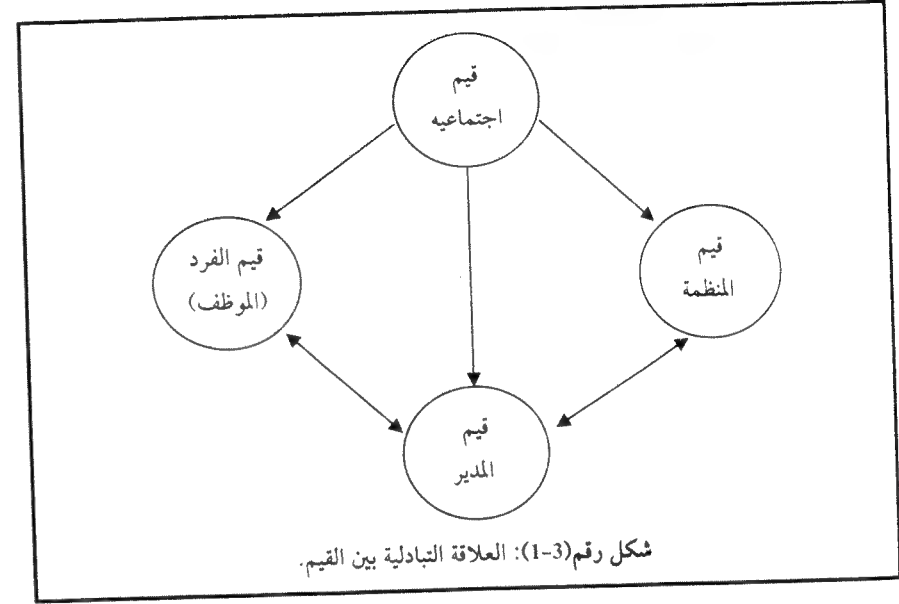 قيم
اجتماعيه
قيم الفرد
(الموظف)
قيم
المنظمة
قيم
المدير
شكل رقم(3-1): العلاقة التبادلية بين القيم.